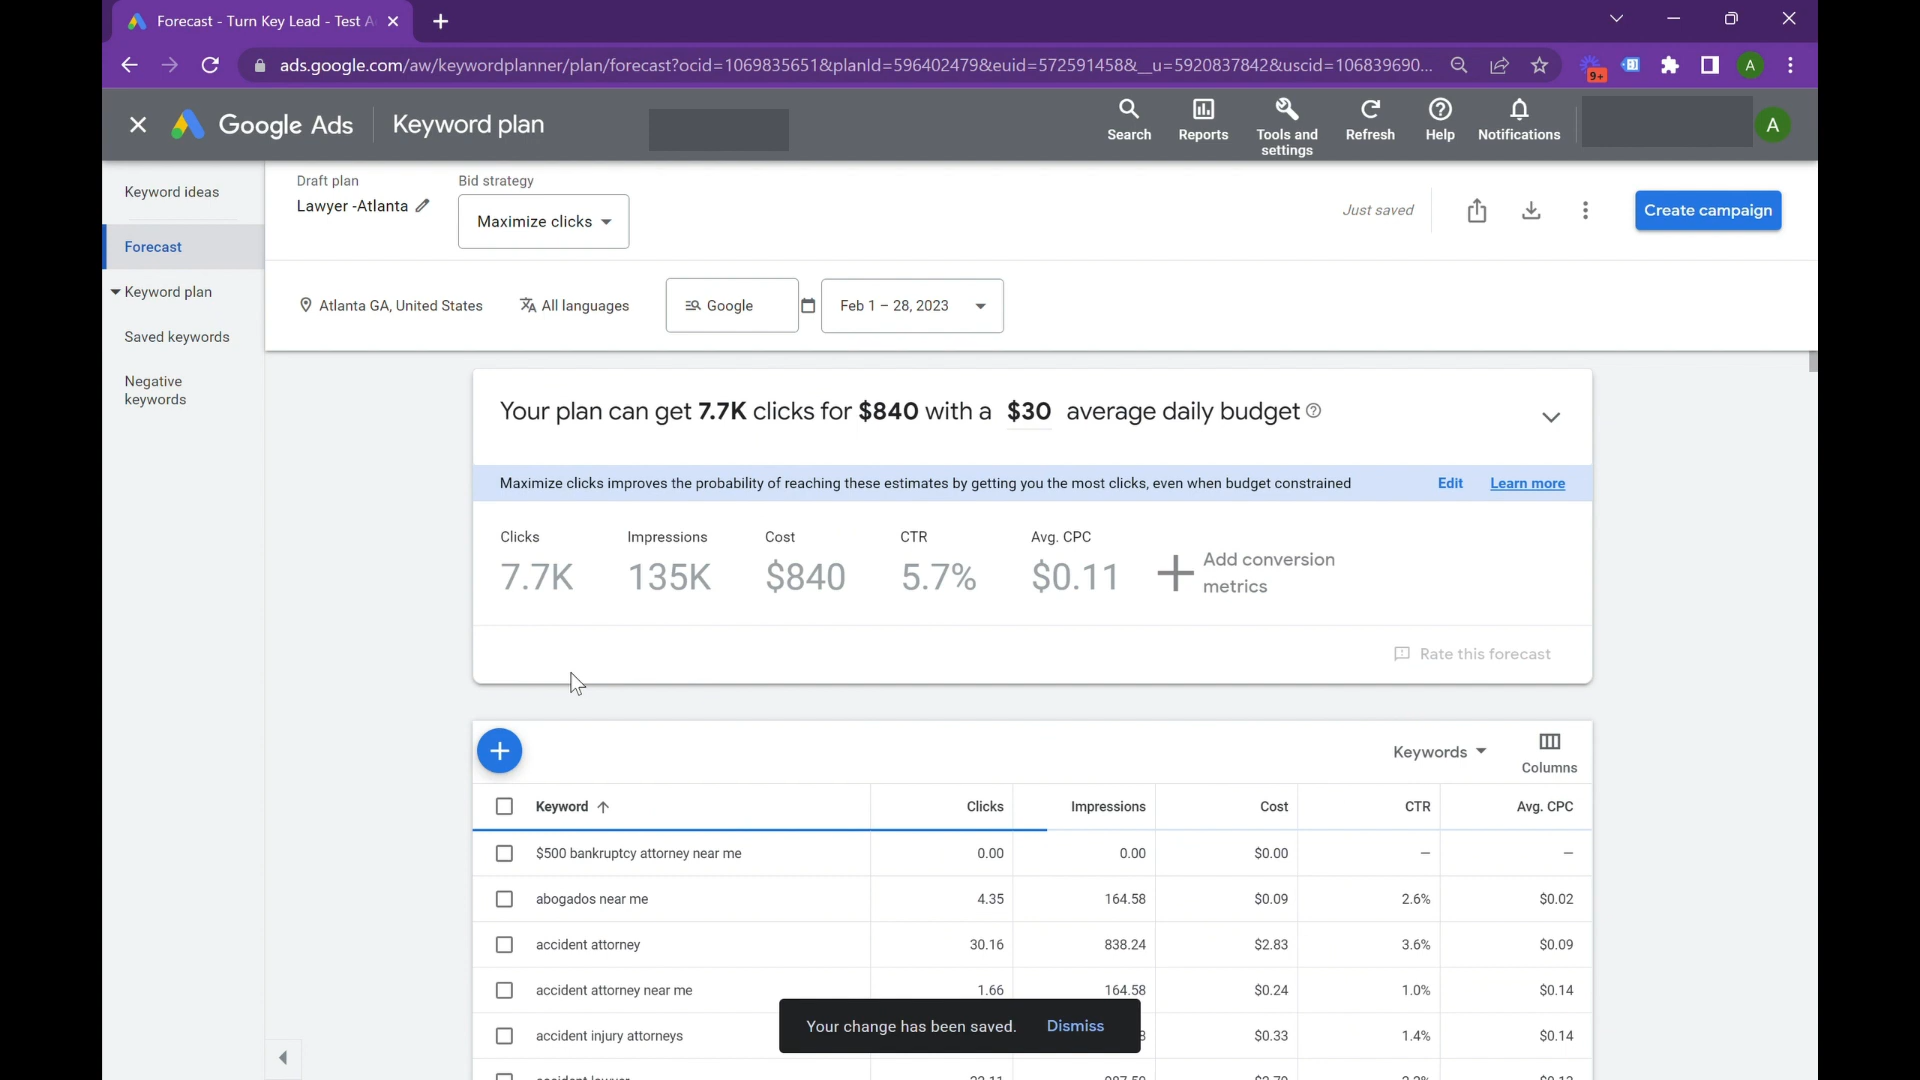 Forecast - Turn Key Lead - Test A
ads.google.com/aw/keywordplanner/plan/forecast?ocid=1069835651&planId=596402479&euid=572591458&__u=5920837842&uscid=106839690...
9+
A
Google Ads
Keyword plan
Search
Reports
Tools and settings
Refresh
Help
Notifications
A
Keyword ideas
Forecast
Keyword plan
Saved keywords
Negative
keywords
Draft plan
Lawyer -Atlanta
Bid strategy
Maximize clicks
Just saved
Create campaign
Atlanta GA, United States
All languages
Google
Feb 1 – 28, 2023
Your plan can get 7.7K clicks for $840 with a $30 average daily budget
Maximize clicks improves the probability of reaching these estimates by getting you the most clicks, even when budget constrained Edit Learn more
Clicks Impressions Cost CTR Avg. CPC
7.7K 135K $840 5.7% $0.11
Add conversion
metrics
Rate this forecast
Keywords
Columns
Keyword Clicks Impressions Cost CTR Avg. CPC
$500 bankruptcy attorney near me 0.00 0.00 $0.00 – –
abogados near me 4.35 164.58 $0.09 2.6% $0.02
accident attorney 30.16 838.24 $2.83 3.6% $0.09
accident attorney near me 1.66 164.58 $0.24 1.0% $0.14
accident injury attorneys $0.33 1.4% $0.14
Your change has been saved. Dismiss